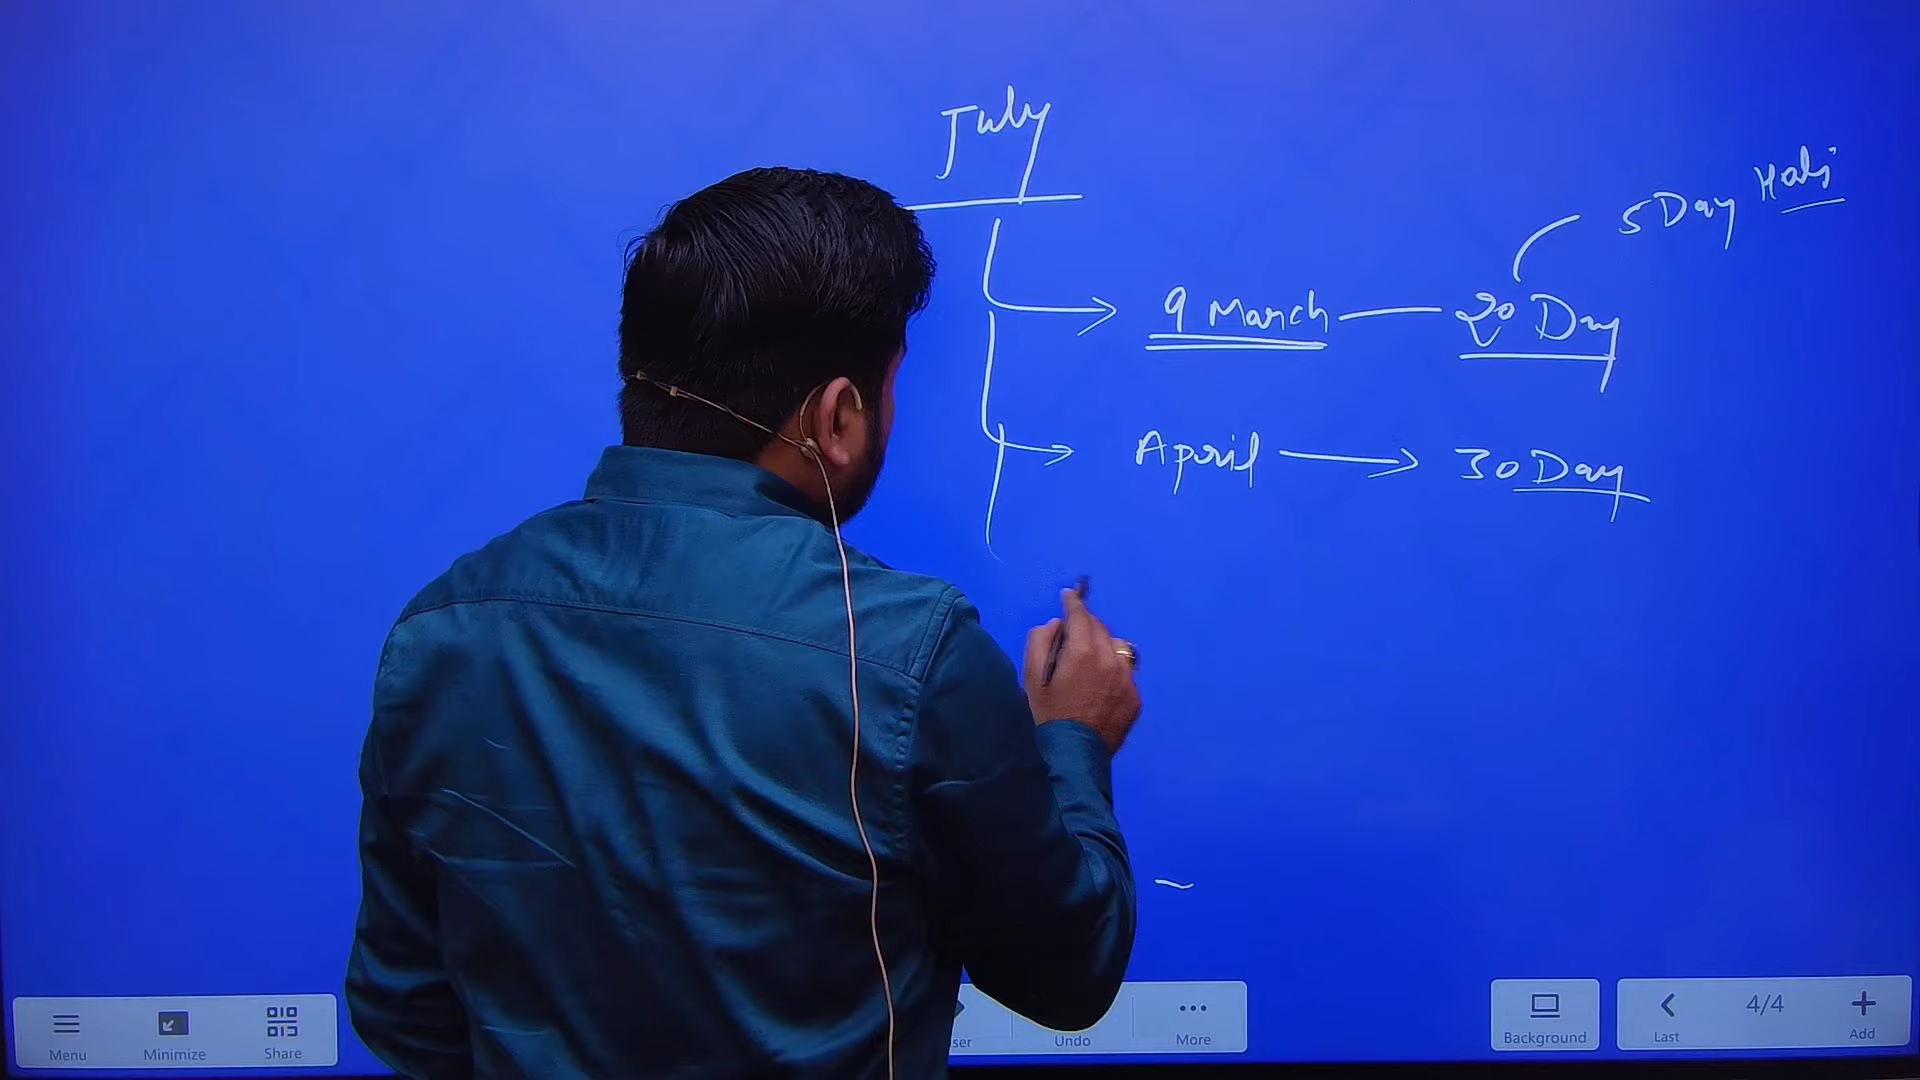 July
5 Day Holi
9 March — 20 Day
April → 30 Day
Menu
Minimize
Share
ser
Undo
More
Background
Last
4/4
Add